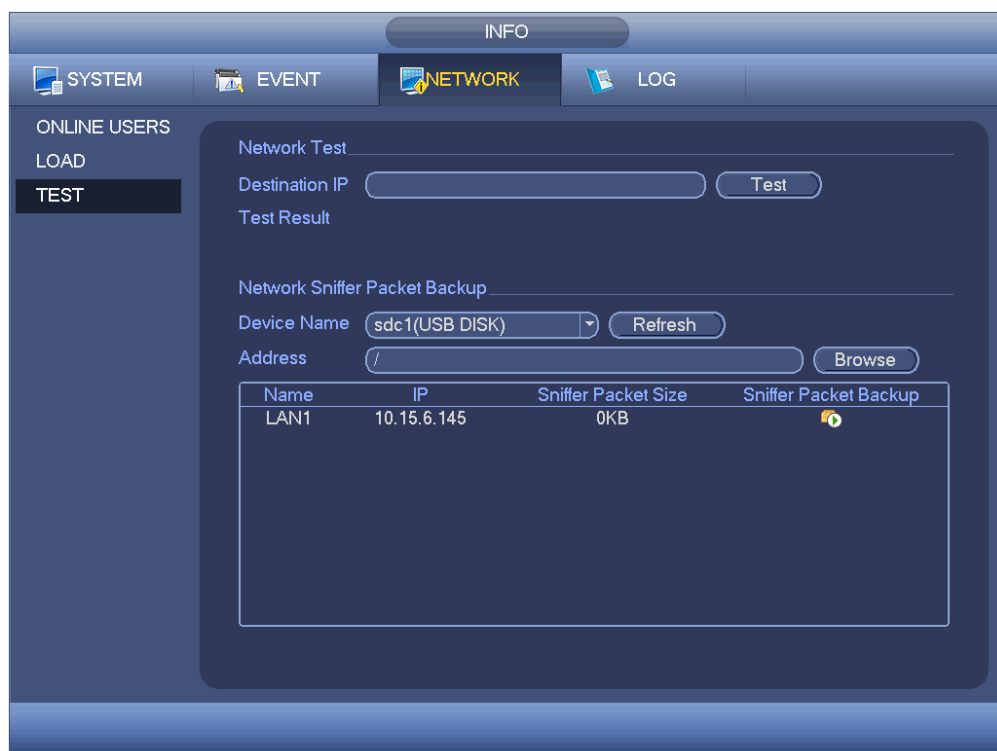 INFO
SYSTEM EVENT NETWORK LOG
ONLINE USERS
LOAD
TEST
Network Test
Destination IP Test
Test Result
Network Sniffer Packet Backup
Device Name sdc1(USB DISK) Refresh
Address / Browse
Name IP Sniffer Packet Size Sniffer Packet Backup
LAN1 10.15.6.145 0KB